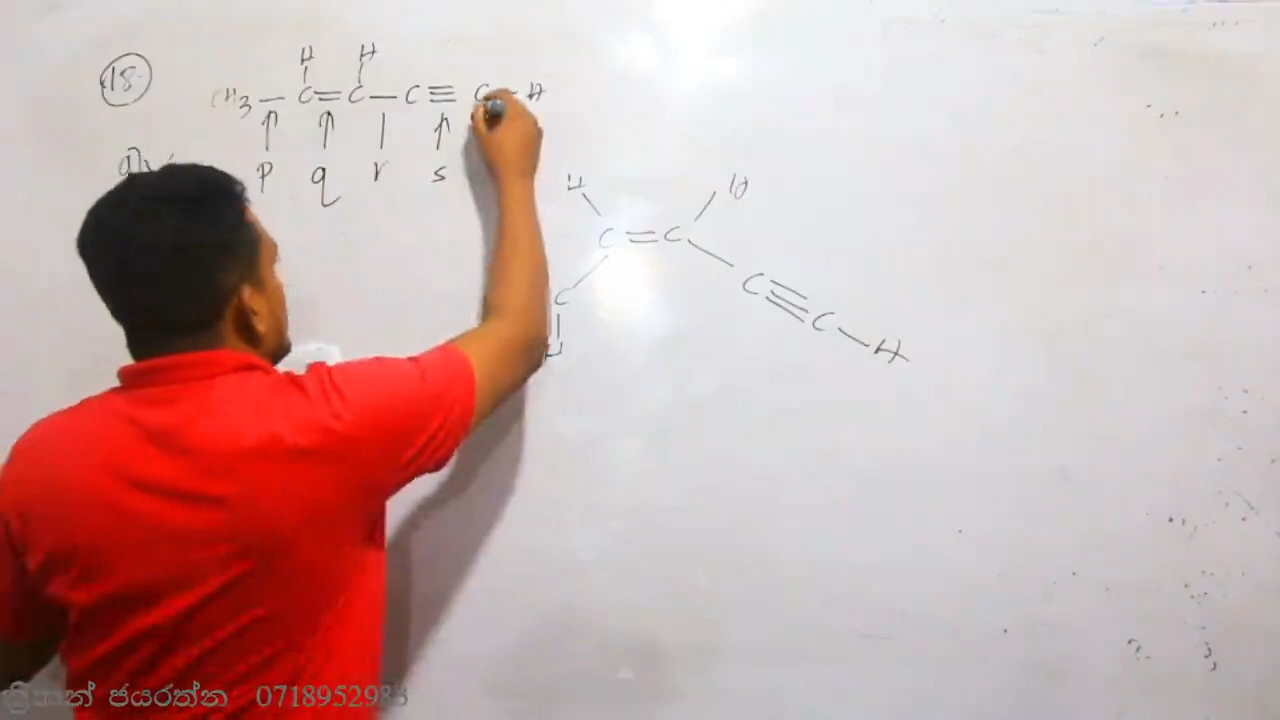 18.
H H
CH3 — C = C — C ≡ C — H
p q r s
H H
C = C
C C ≡ C — H
H
ජයරත්න 0718952983